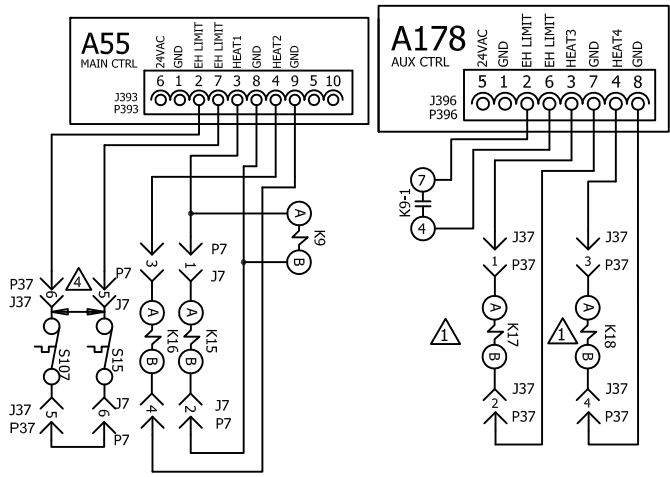 A55
MAIN CTRL
24VAC
GND
EH LIMIT
EH LIMIT
HEAT1
GND
HEAT2
GND
6 1 2 7 3 8 4 9 5 10
J393
P393
A178
AUX CTRL
24VAC
GND
EH LIMIT
EH LIMIT
HEAT3
GND
HEAT4
GND
5 1 2 6 3 7 4 8
J396
P396
7
K9-1
4
A
K9
B
P7
3
1
J7
P37
6
4
5
P7
J37
J7
S107
S15
A
K16
B
A
K15
B
J37
5
P37
J7
6
P7
4
2
J7
P7
J37
1
P37
J37
3
P37
1
A
K17
B
1
A
K18
B
J37
2
P37
J37
4
P37